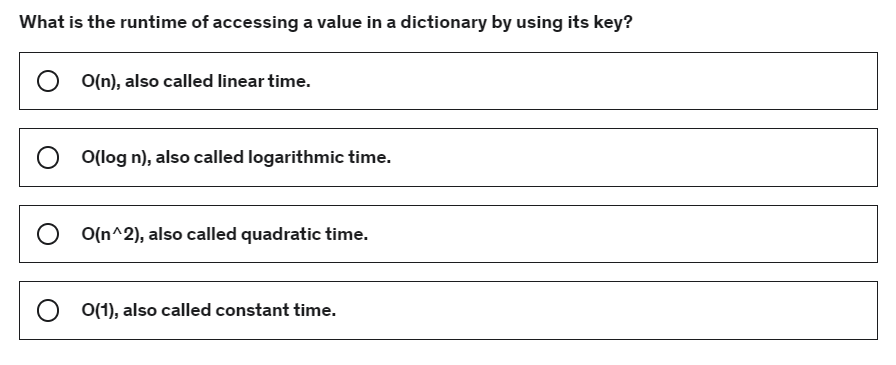 What is the runtime of accessing a value in a dictionary by using its key?
O(n), also called linear time.
O(log n), also called logarithmic time.
O(n^2), also called quadratic time.
O(1), also called constant time.